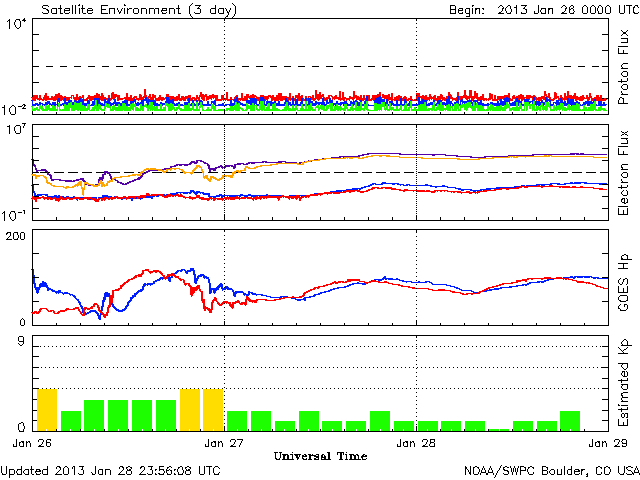 Satellite Environment (3 day) Begin: 2013 Jan 26 0000 UTC
10⁴
10⁻²
Proton Flux
10⁷
10⁻¹
Electron Flux
200
0
GOES Hp
9
0
Estimated Kp
Jan 26 Jan 27 Jan 28 Jan 29
Universal Time
Updated 2013 Jan 28 23:56:08 UTC NOAA/SWPC Boulder, CO USA